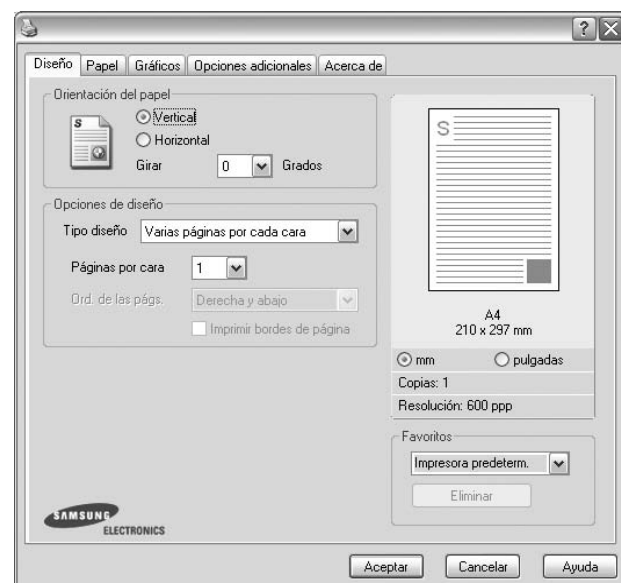 Diseño Papel Gráficos Opciones adicionales Acerca de
Orientación del papel
S
Vertical
Horizontal
Girar 0 Grados
Opciones de diseño
Tipo diseño Varias páginas por cada cara
Páginas por cara 1
Ord. de las págs. Derecha y abajo
Imprimir bordes de página
SAMSUNG
ELECTRONICS
S
A4
210 x 297 mm
mm pulgadas
Copias: 1
Resolución: 600 ppp
Favoritos
Impresora predeterm.
Eliminar
Aceptar Cancelar Ayuda